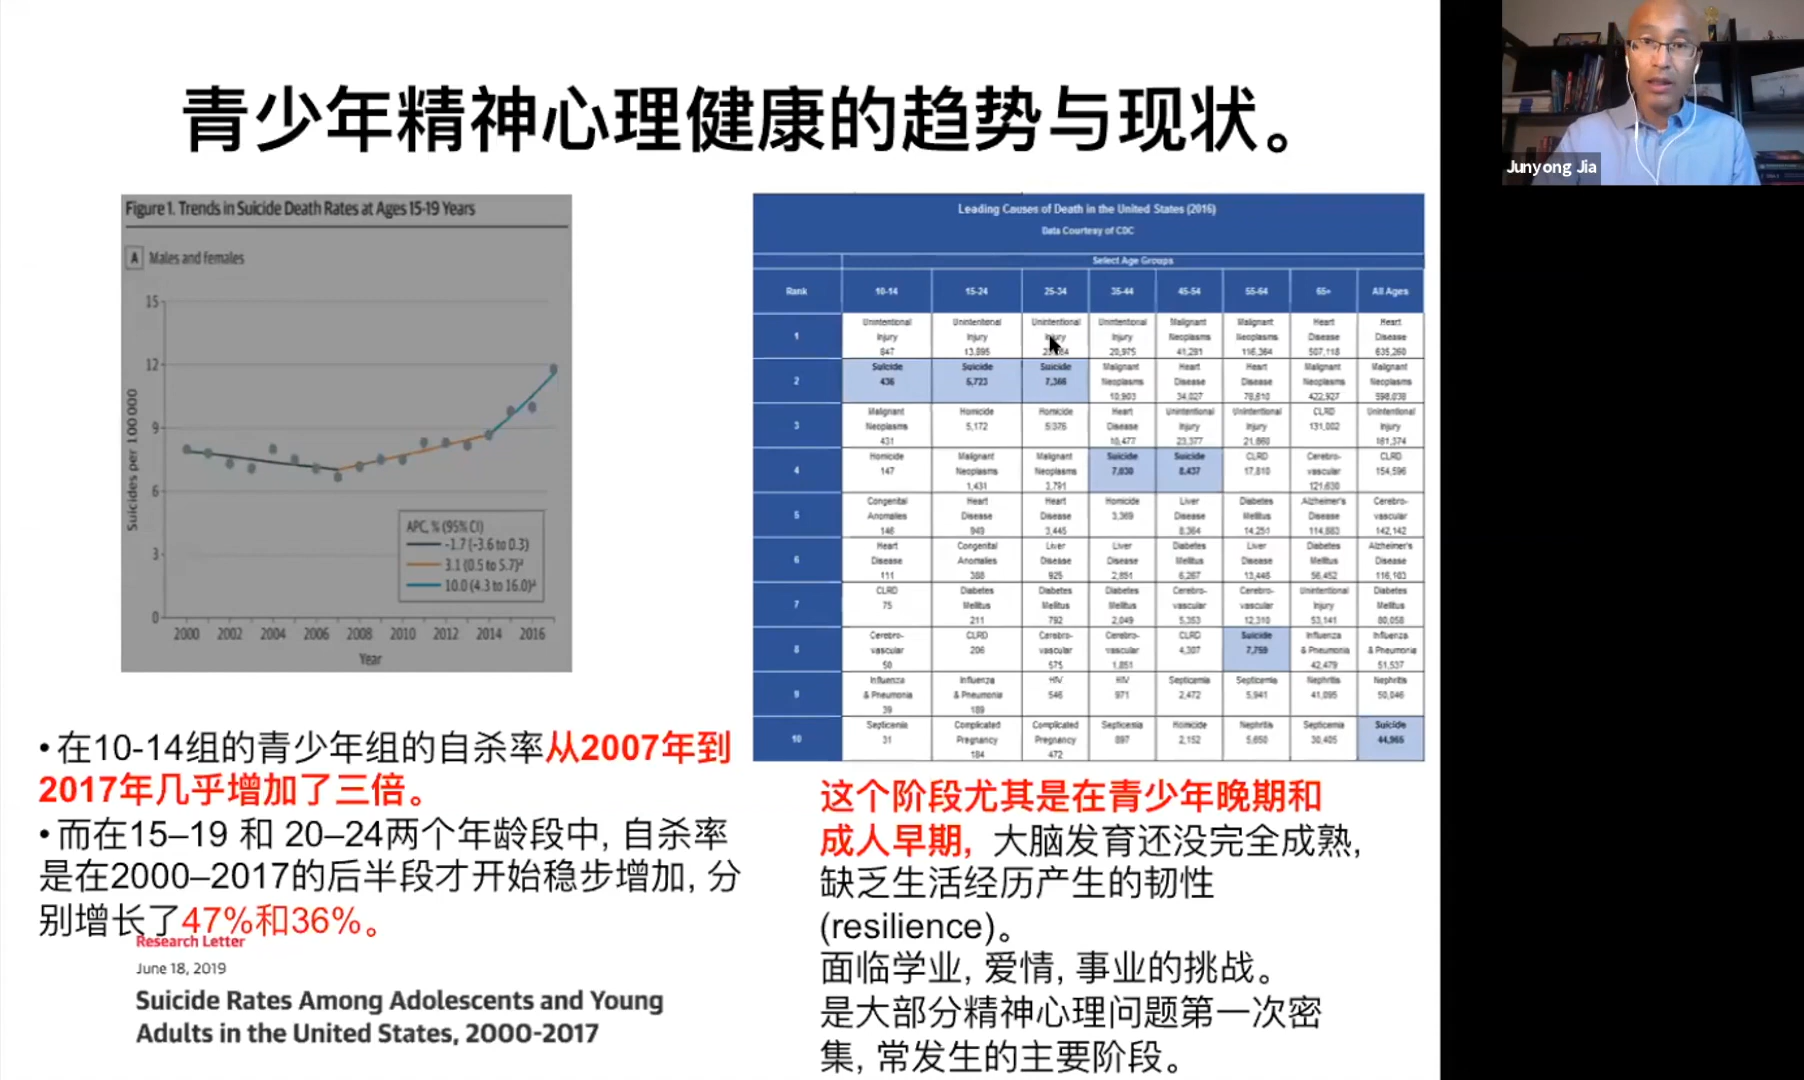 青少年精神心理健康的趋势与现状。
Junyong Jia
Figure 1. Trends in Suicide Death Rates at Ages 15-19 Years
A Males and females
Suicides per 100 000
15
12
9
6
3
0
APC, % (95% CI)
-1.7 (-3.6 to 0.3)
3.1 (0.5 to 5.7)ᵃ
10.0 (4.3 to 16.0)ᵃ
2000 2002 2004 2006 2008 2010 2012 2014 2016
Year
Leading Causes of Death in the United States (2016)
Data Courtesy of CDC
Select Age Groups
Rank 10-14 15-24 25-34 35-44 45-54 55-64 65+ All Ages
1 Unintentional Injury 847 Unintentional Injury 13,895 Unintentional Injury Unintentional Injury 20,975 Malignant Neoplasms 41,291 Malignant Neoplasms 116,364 Heart Disease 507,118 Heart Disease 635,260
2 Suicide 436 Suicide 5,723 Suicide 7,366 Malignant Neoplasms 10,903 Heart Disease 34,027 Heart Disease 78,610 Malignant Neoplasms 422,927 Malignant Neoplasms 598,038
3 Malignant Neoplasms 431 Homicide 5,172 Homicide 5,376 Heart Disease 10,477 Unintentional Injury 23,377 Unintentional Injury 21,860 CLRD 131,002 Unintentional Injury 161,374
4 Homicide 147 Malignant Neoplasms 1,431 Malignant Neoplasms 3,791 Suicide 7,030 Suicide 8,437 CLRD 17,810 Cerebro-vascular 121,630 CLRD 154,596
5 Congenital Anomalies 146 Heart Disease 949 Heart Disease 3,445 Homicide 3,369 Liver Disease 8,364 Diabetes Mellitus 14,251 Alzheimer's Disease 114,883 Cerebro-vascular 142,142
6 Heart Disease 111 Congenital Anomalies 388 Liver Disease 925 Liver Disease 2,851 Diabetes Mellitus 6,267 Liver Disease 13,448 Diabetes Mellitus 56,452 Alzheimer's Disease 116,103
7 CLRD 75 Diabetes Mellitus 211 Diabetes Mellitus 792 Diabetes Mellitus 2,049 Cerebro-vascular 5,353 Cerebro-vascular 12,310 Unintentional Injury 53,141 Diabetes Mellitus 80,058
8 Cerebro-vascular 50 CLRD 206 Cerebro-vascular 575 Cerebro-vascular 1,851 CLRD 4,307 Suicide 7,759 Influenza & Pneumonia 42,479 Influenza & Pneumonia 51,537
9 Influenza & Pneumonia 39 Influenza & Pneumonia 189 HIV 546 HIV 971 Septicemia 2,472 Septicemia 5,941 Nephritis 41,095 Nephritis 50,046
10 Septicemia 31 Complicated Pregnancy 184 Complicated Pregnancy 472 Septicemia 897 Homicide 2,152 Nephritis 5,650 Septicemia 30,405 Suicide 44,965
•在10-14组的青少年组的自杀率从2007年到
2017年几乎增加了三倍。
•而在15–19 和 20–24两个年龄段中, 自杀率
是在2000–2017的后半段才开始稳步增加, 分
别增长了47%和36%。
Research Letter
June 18, 2019
Suicide Rates Among Adolescents and Young
Adults in the United States, 2000-2017
这个阶段尤其是在青少年晚期和
成人早期，大脑发育还没完全成熟,
缺乏生活经历产生的韧性
(resilience)。
面临学业, 爱情, 事业的挑战。
是大部分精神心理问题第一次密
集, 常发生的主要阶段。